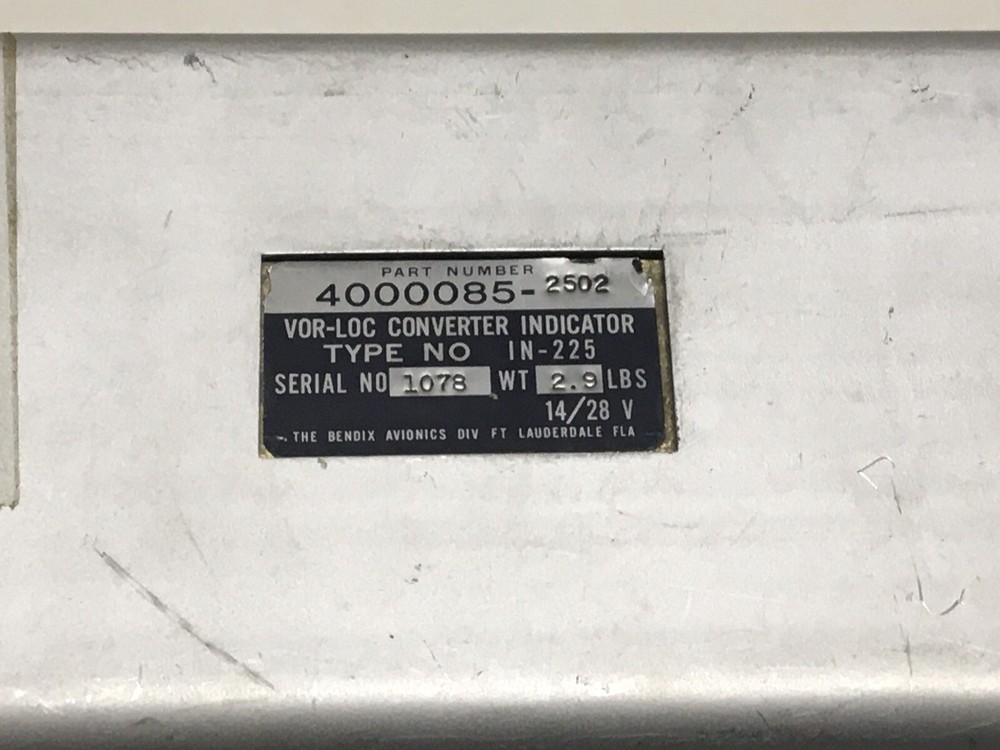 PART NUMBER
4000085-2502
VOR-LOC CONVERTER INDICATOR
TYPE NO IN-225
SERIAL NO 1078 WT 2.9 LBS
14/28 V
THE BENDIX AVIONICS DIV FT LAUDERDALE FLA